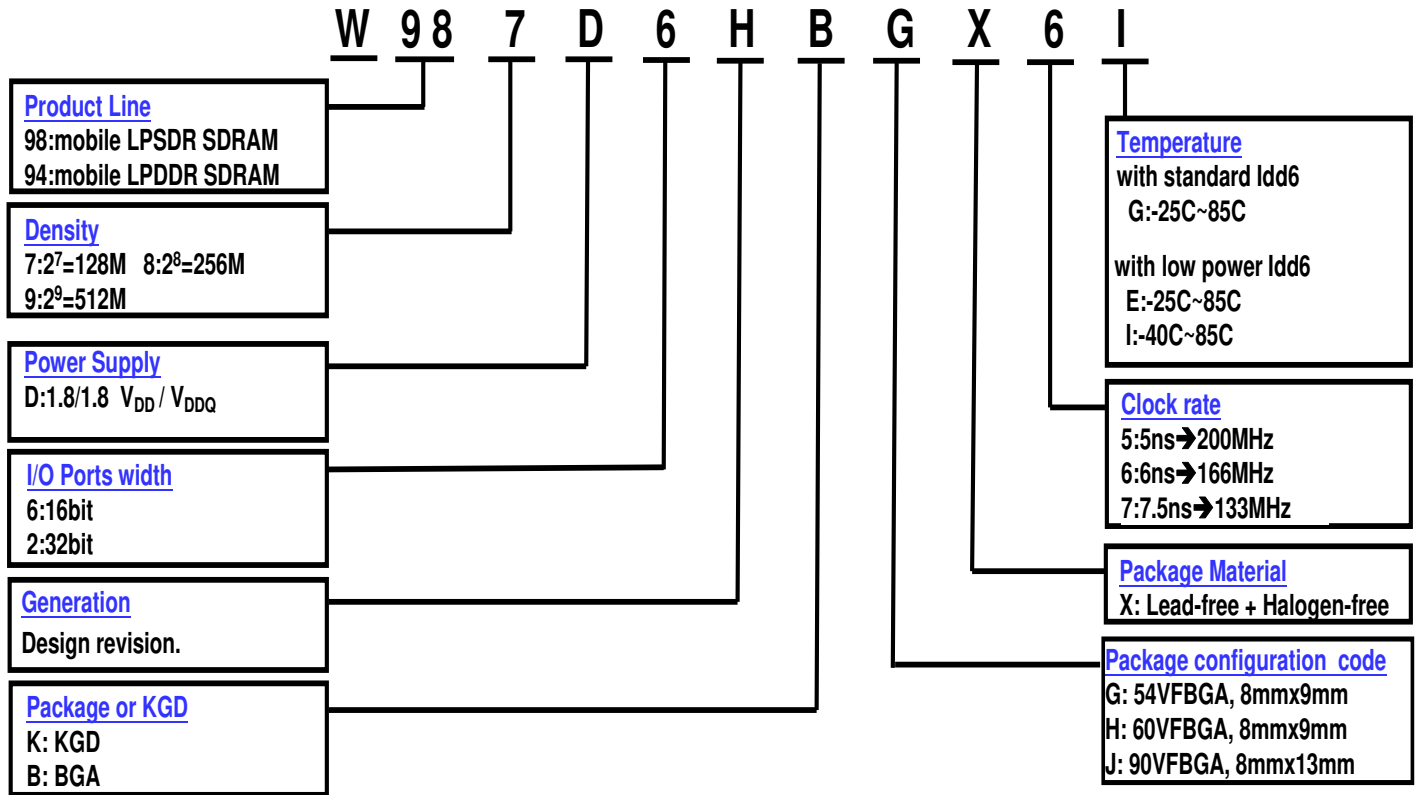 W 98 7 D 6 H B G X 6 I
Product Line
98:mobile LPSDR SDRAM
94:mobile LPDDR SDRAM
Density
7:2⁷=128M 8:2⁸=256M
9:2⁹=512M
Power Supply
D:1.8/1.8 VDD / VDDQ
I/O Ports width
6:16bit
2:32bit
Generation
Design revision.
Package or KGD
K: KGD
B: BGA
Temperature
with standard Idd6
G:-25C~85C
with low power Idd6
E:-25C~85C
I:-40C~85C
Clock rate
5:5ns➔200MHz
6:6ns➔166MHz
7:7.5ns➔133MHz
Package Material
X: Lead-free + Halogen-free
Package configuration code
G: 54VFBGA, 8mmx9mm
H: 60VFBGA, 8mmx9mm
J: 90VFBGA, 8mmx13mm